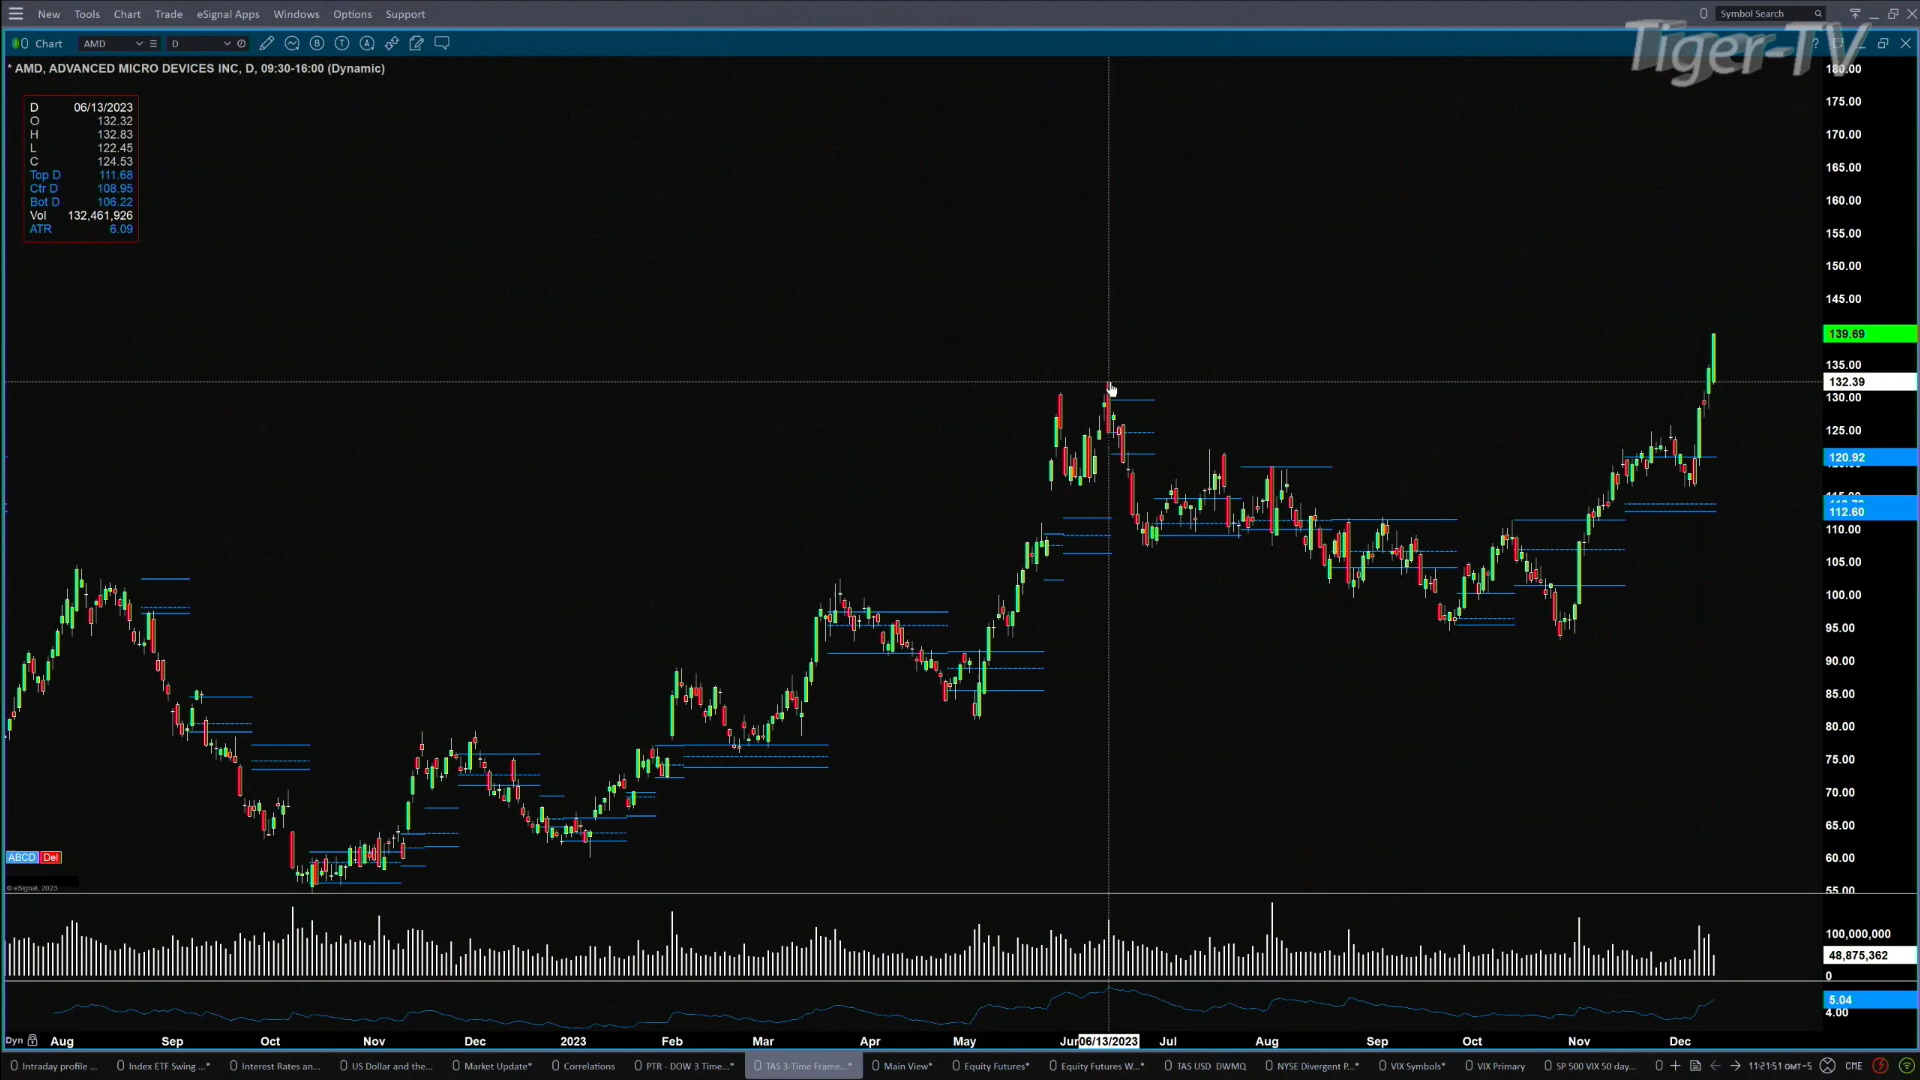 New Tools Chart Trade eSignal Apps Windows Options Support
0 Symbol Search
Chart AMD D
Tiger-TV
* AMD, ADVANCED MICRO DEVICES INC, D, 09:30-16:00 (Dynamic)
D 06/13/2023
O 132.32
H 132.83
L 122.45
C 124.53
Top D 111.68
Ctr D 108.95
Bot D 106.22
Vol 132,461,926
ATR 6.09
180.00
175.00
170.00
165.00
160.00
155.00
150.00
145.00
139.69
135.00
132.39
130.00
125.00
120.92
112.60
110.00
105.00
100.00
95.00
90.00
85.00
80.00
75.00
70.00
65.00
60.00
55.00
ABCD Del
© eSignal, 2023
100,000,000
48,875,362
0
5.04
4.00
Dyn Aug Sep Oct Nov Dec 2023 Feb Mar Apr May Jun 06/13/2023 Jul Aug Sep Oct Nov Dec
Intraday profile ... Index ETF Swing ...* Interest Rates an... US Dollar and the... Market Update* Correlations PTR - DOW 3 Time...* TAS 3-Time Frame...* Main View* Equity Futures* Equity Futures W...* TAS USD DWMQ NYSE Divergent P...* VIX Symbols* VIX Primary SP 500 VIX 50 day... 11:21:51 GMT-5 CME